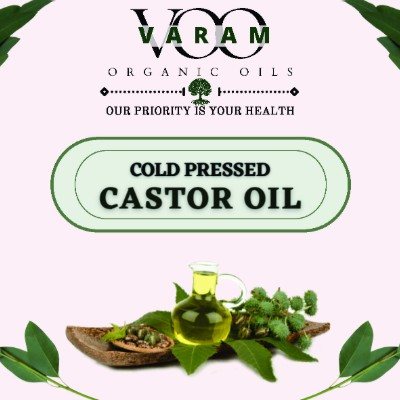 VOO
VARAM
ORGANIC OILS
OUR PRIORITY IS YOUR HEALTH
COLD PRESSED
CASTOR OIL